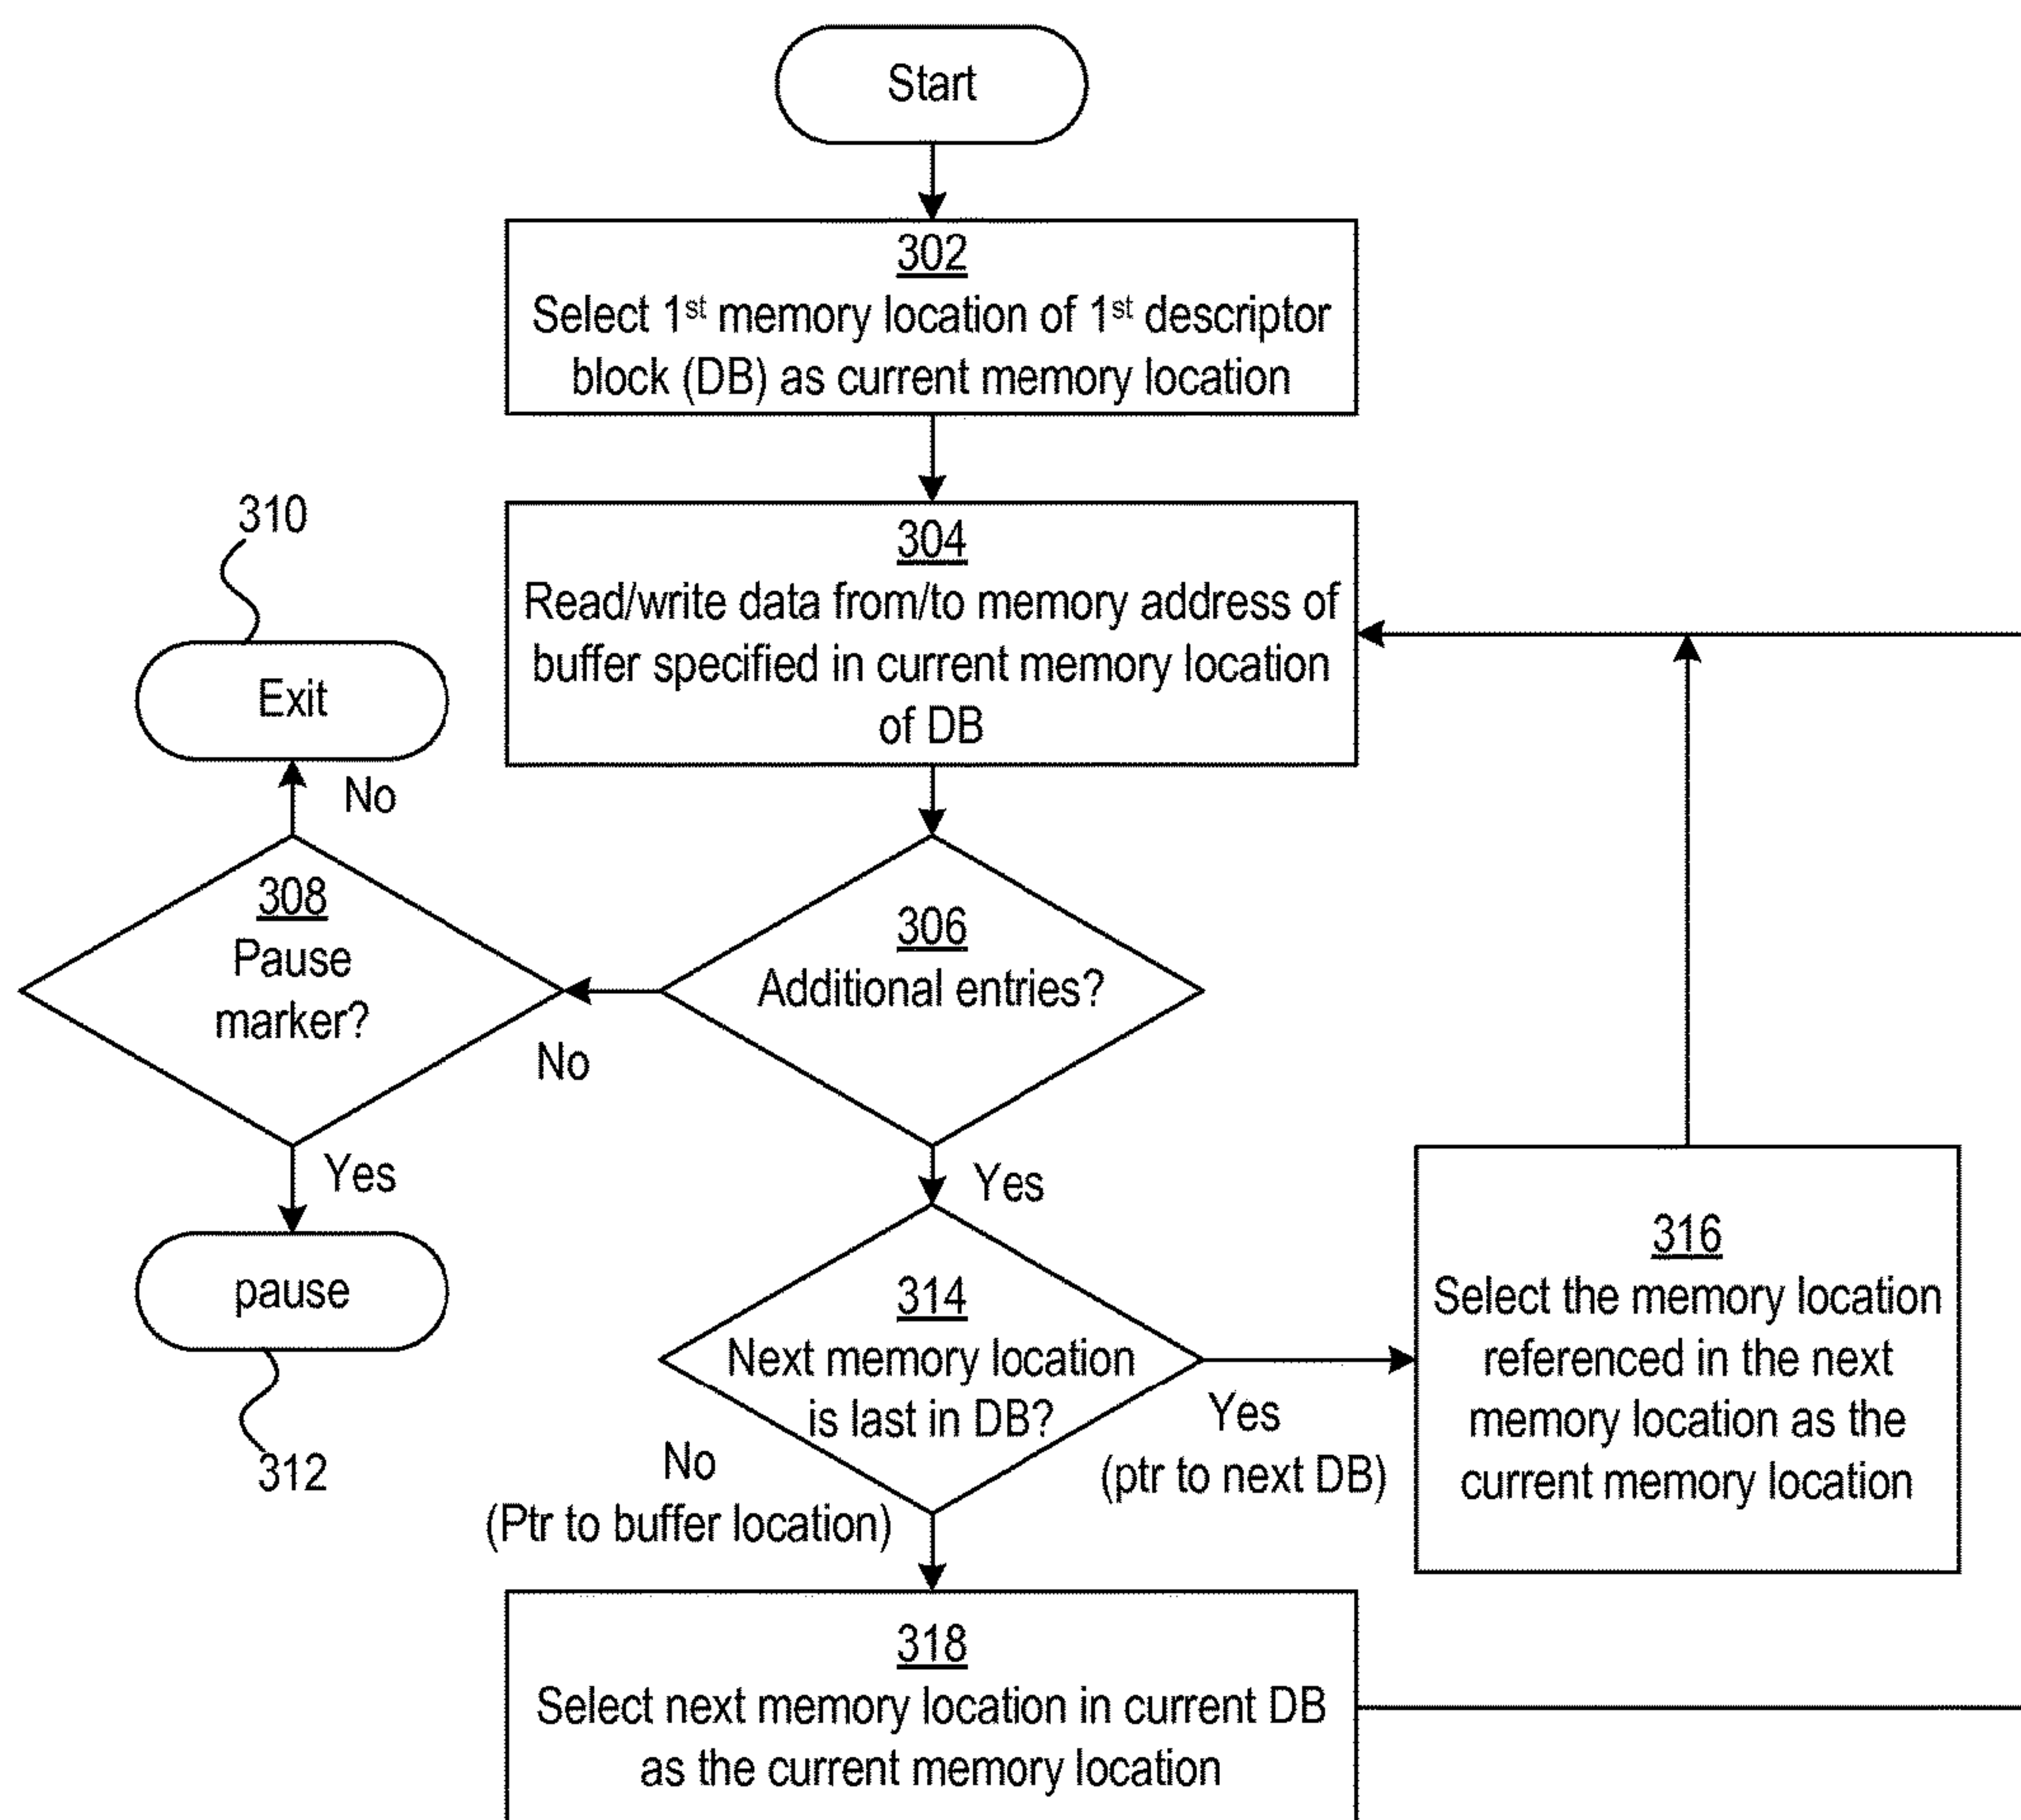 Start
302
Select 1st memory location of 1st descriptor
block (DB) as current memory location
310
304
Read/write data from/to memory address of
buffer specified in current memory location
of DB
Exit
No
308
Pause
marker?
306
Additional entries?
No
Yes
Yes
pause
312
314
Next memory location
is last in DB?
Yes
(ptr to next DB)
No
(Ptr to buffer location)
316
Select the memory location
referenced in the next
memory location as the
current memory location
318
Select next memory location in current DB
as the current memory location